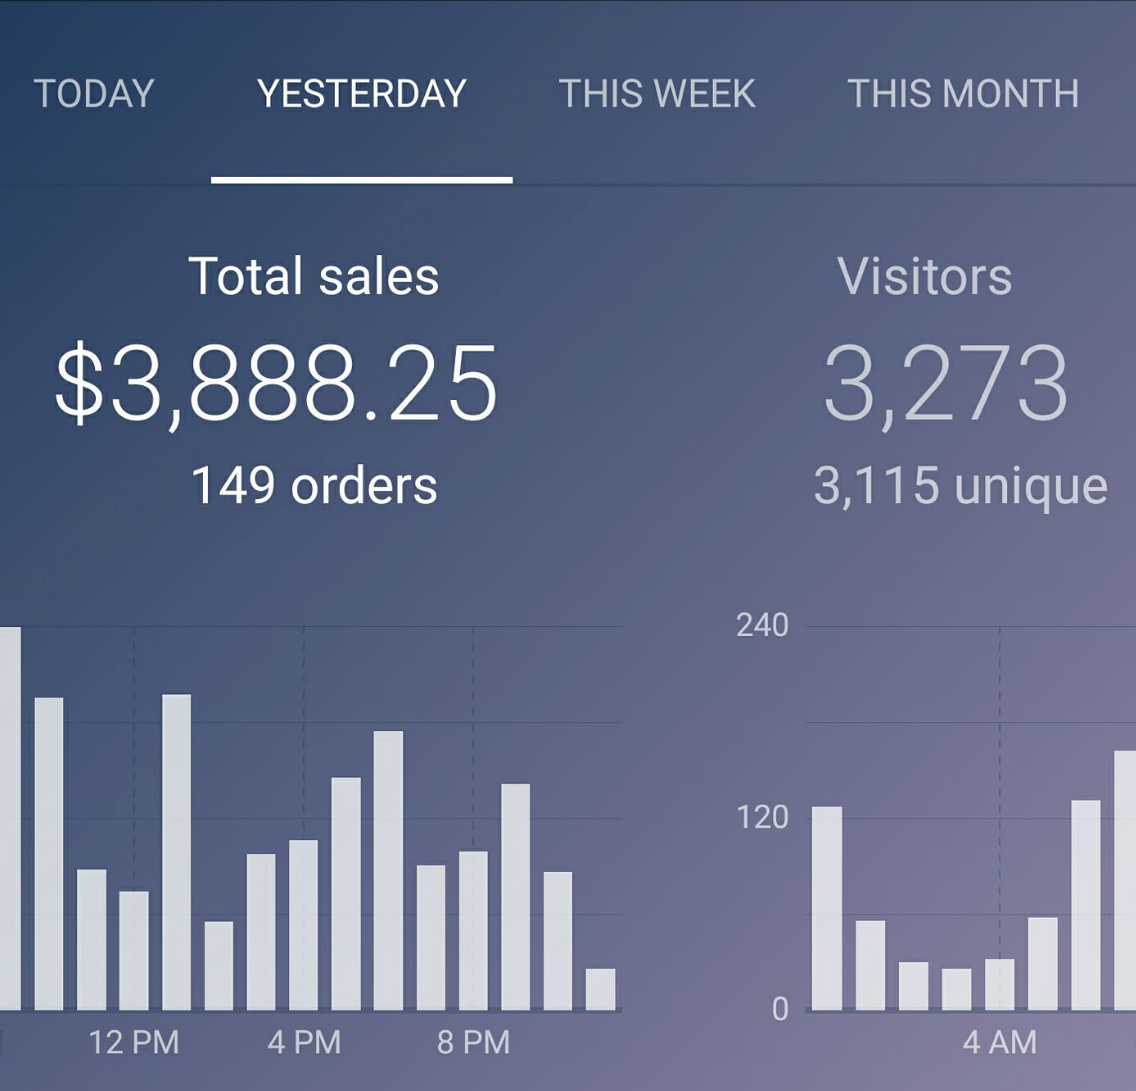 TODAY YESTERDAY THIS WEEK THIS MONTH
Total sales
$3,888.25
149 orders
Visitors
3,273
3,115 unique
12 PM 4 PM 8 PM
240
120
0
4 AM